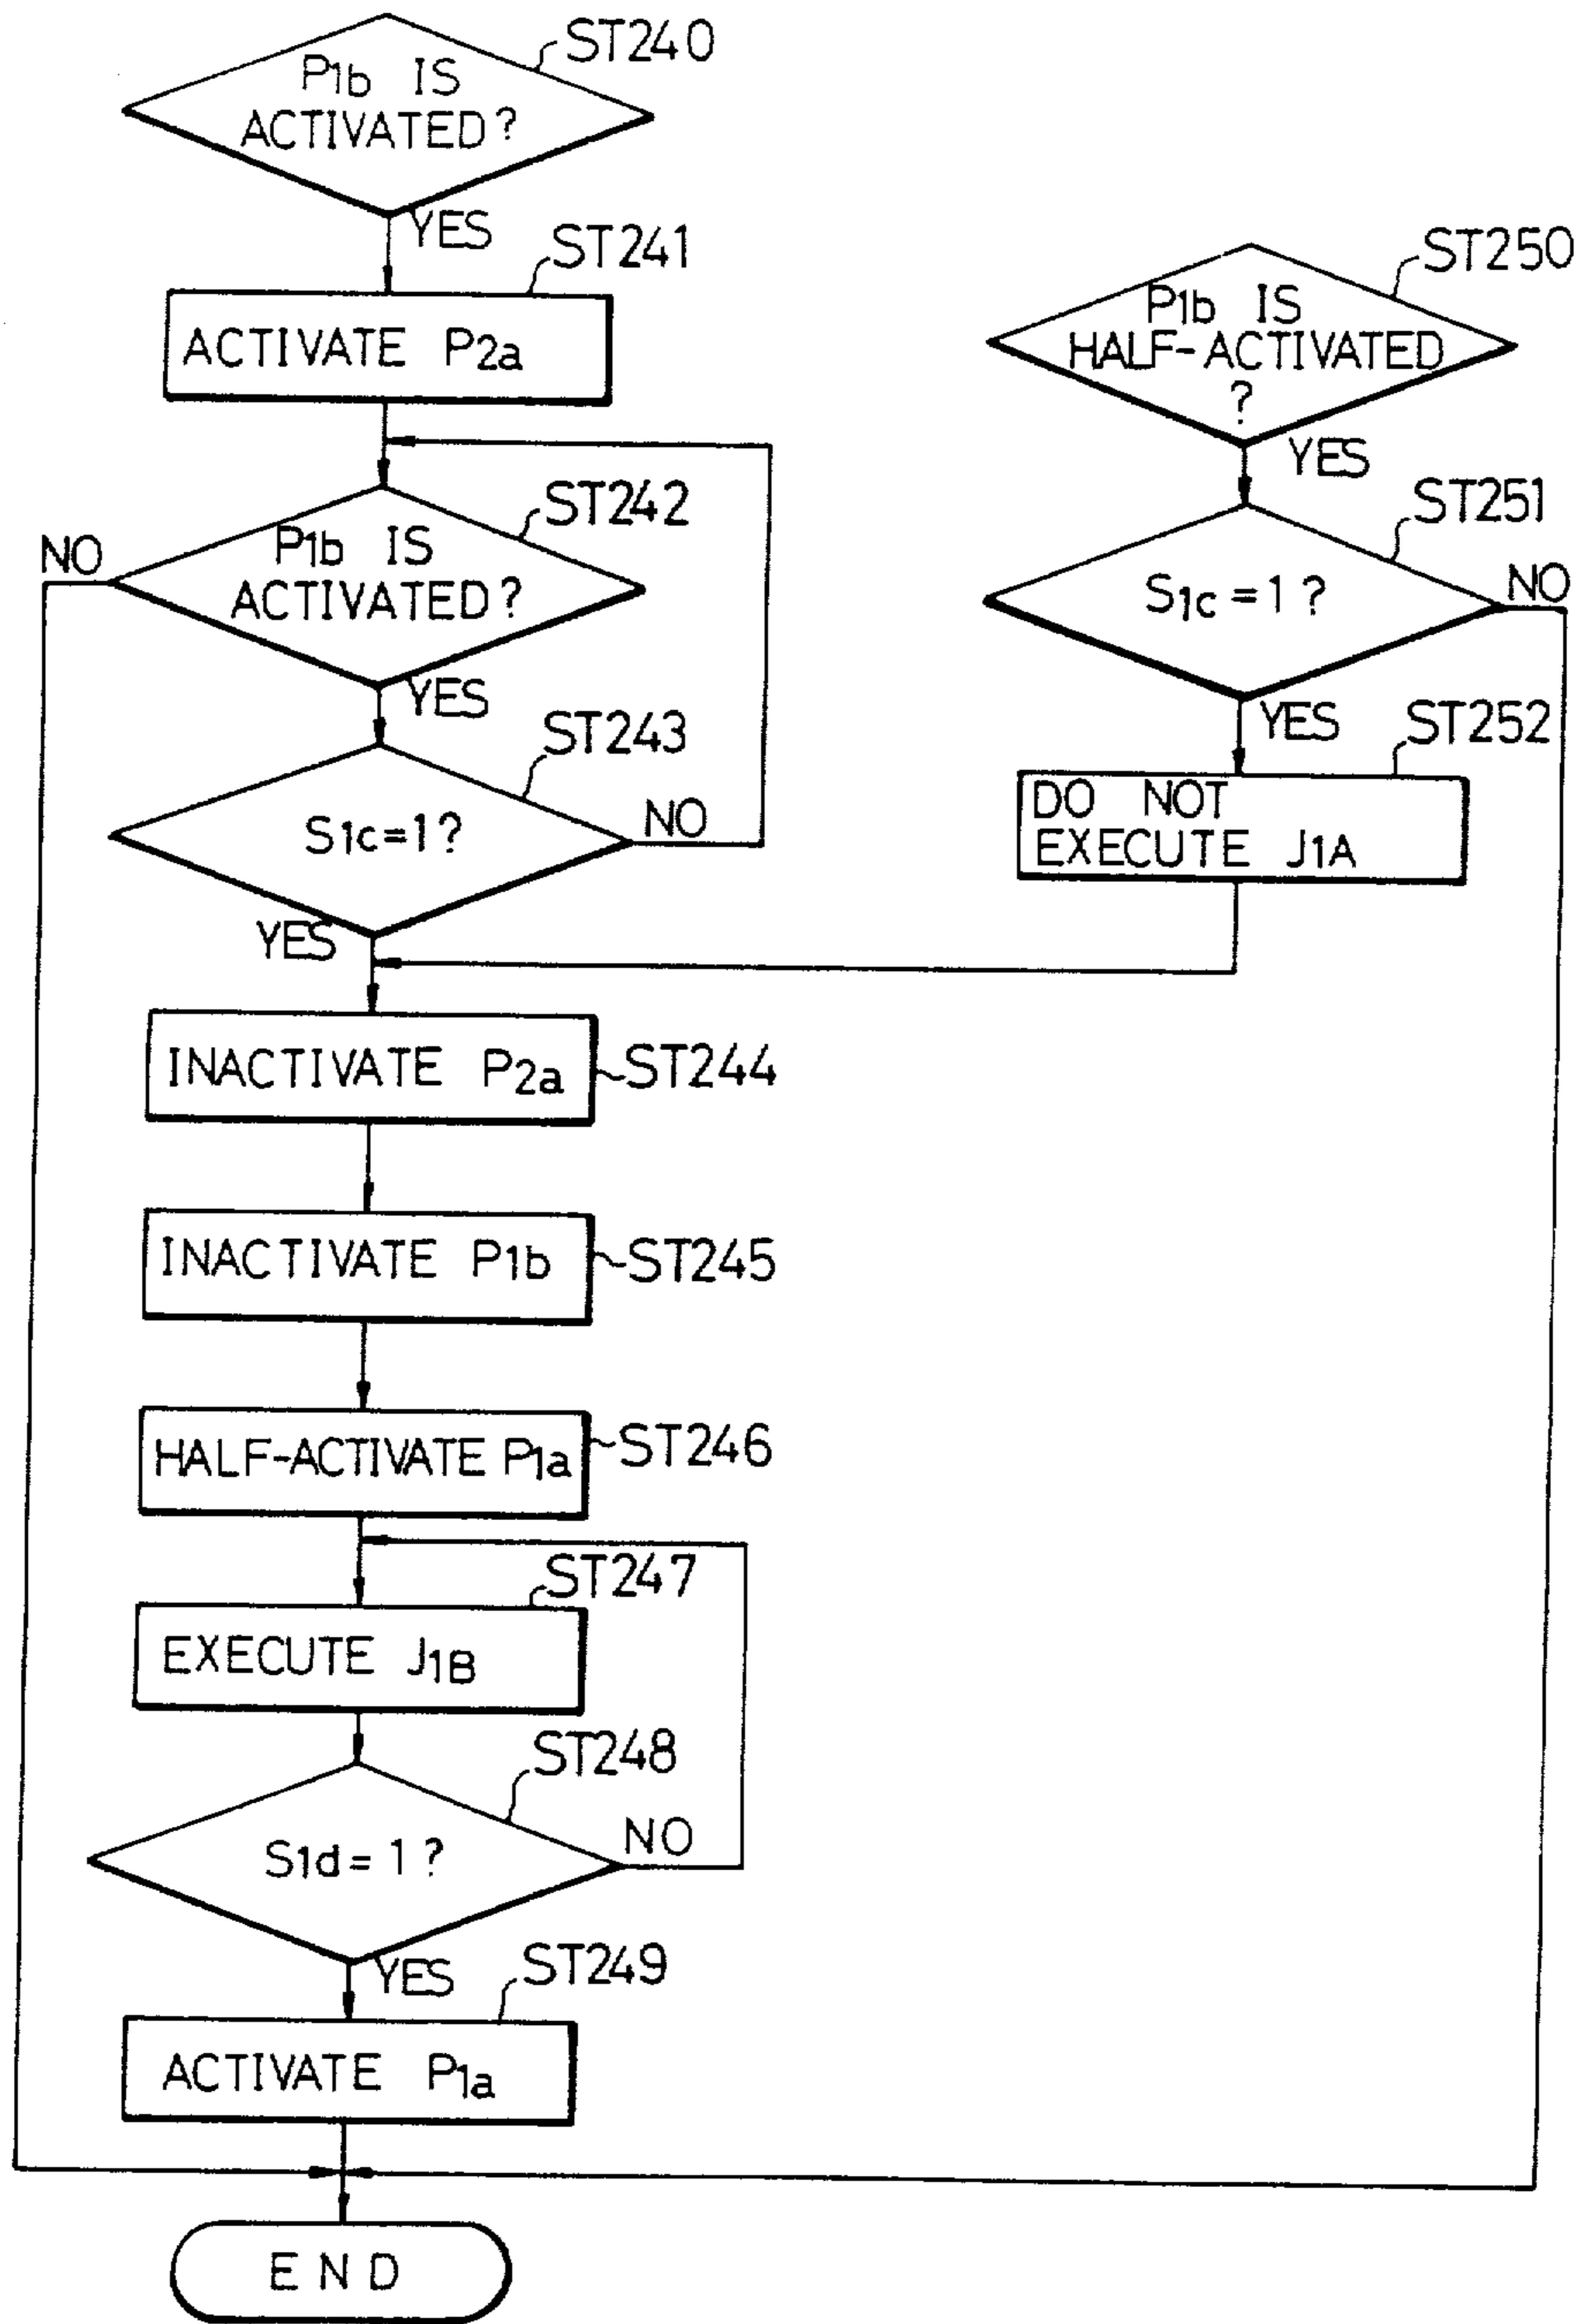 ST240
P1b IS
ACTIVATED?
YES
ST241
ACTIVATE P2a
ST242
P1b IS
ACTIVATED?
NO
YES
ST243
S1c=1?
NO
YES
ST250
P1b IS
HALF-ACTIVATED
?
YES
ST251
S1c=1?
NO
YES
ST252
DO NOT
EXECUTE J1A
INACTIVATE P2a
ST244
INACTIVATE P1b
ST245
HALF-ACTIVATE P1a
ST246
ST247
EXECUTE J1B
ST248
S1d=1?
NO
YES
ST249
ACTIVATE P1a
END